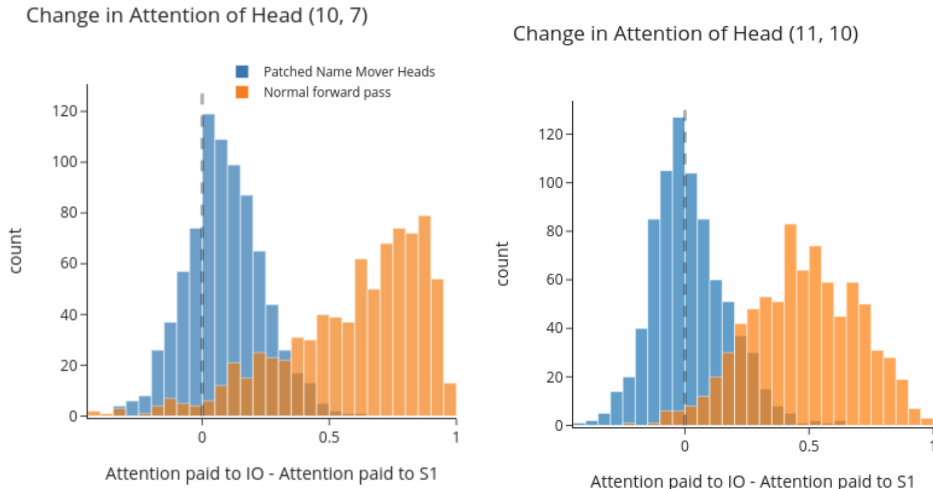 Change in Attention of Head (10, 7)
Patched Name Mover Heads
Normal forward pass
120
100
80
60
40
20
0
count
0
0.5
1
Attention paid to IO - Attention paid to S1
Change in Attention of Head (11, 10)
120
100
80
60
40
20
0
count
0
0.5
1
Attention paid to IO - Attention paid to S1